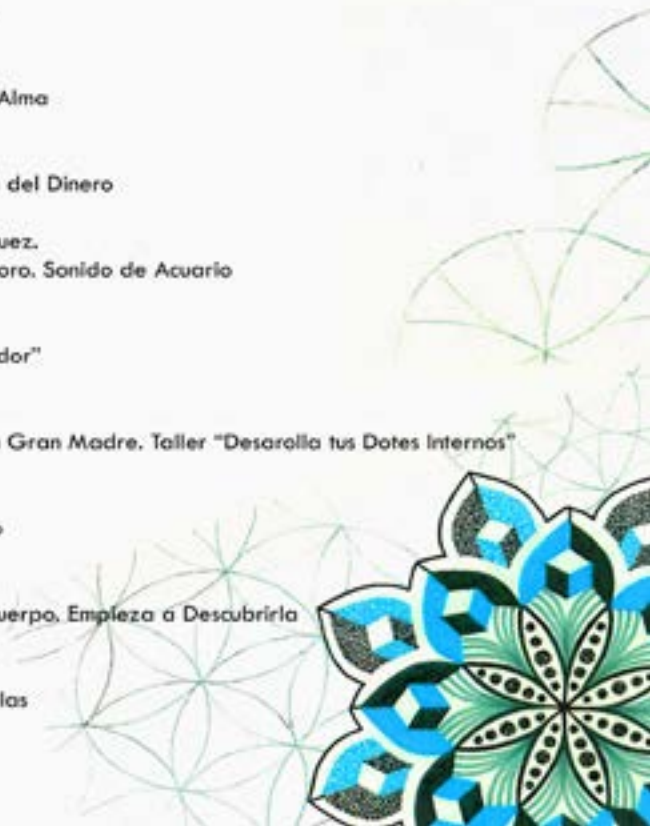 Alma
del Dinero
uez.
oro. Sonido de Acuario
dor”
Gran Madre. Taller “Desarolla tus Dotes Internos”
o
uerpo. Empieza a Descubrirla
las